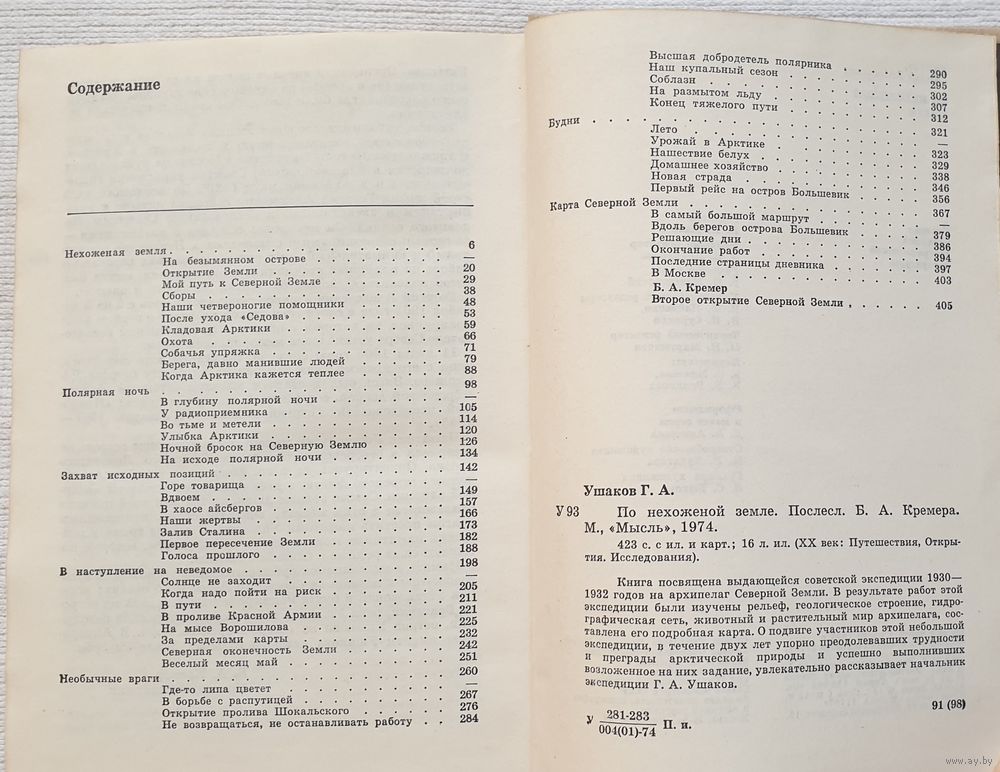 Содержание
Нехоженая земля . 6
На безымянном острове . —
Открытие Земли . 20
Мой путь к Северной Земле . 29
Сборы . 38
Наши четвероногие помощники . 48
После ухода «Седова» . 53
Кладовая Арктики . 59
Охота . 66
Собачья упряжка . 71
Берега, давно манившие людей . 79
Когда Арктика кажется теплее . 88
Полярная ночь . 98
В глубину полярной ночи . —
У радиоприемника . 105
Во тьме и метели . 114
Улыбка Арктики . 120
Ночной бросок на Северную Землю . 126
На исходе полярной ночи . 134
Захват исходных позиций . 142
Горе товарища . —
Вдвоем . 149
В хаосе айсбергов . 157
Наши жертвы . 166
Залив Сталина . 173
Первое пересечение Земли . 182
Голоса прошлого . 188
В наступление на неведомое . 198
Солнце не заходит . —
Когда надо пойти на риск . 205
В пути . 211
В проливе Красной Армии . 221
На мысе Ворошилова . 225
За пределами карты . 232
Северная оконечность Земли . 242
Веселый месяц май . 251
Необычные враги . 260
Где-то липа цветет . —
В борьбе с распутицей . 267
Открытие пролива Шокальского . 276
Не возвращаться, не останавливать работу . . 284
Высшая добродетель полярника . 290
Наш купальный сезон . 295
Соблазн . 302
На размытом льду . 307
Конец тяжелого пути . 312
Будни . 321
Лето . —
Урожай в Арктике . 323
Нашествие белух . 329
Домашнее хозяйство . 338
Новая страда . 346
Первый рейс на остров Большевик . 356
Карта Северной Земли . 367
В самый большой маршрут . —
Вдоль берегов острова Большевик . 379
Решающие дни . 386
Окончание работ . 394
Последние страницы дневника . 397
В Москве . 403
Б. А. Кремер
Второе открытие Северной Земли . 405
Ушаков Г. А.
У 93 По нехоженой земле. Послесл. Б. А. Кремера.
М., «Мысль», 1974.
423 с. с ил. и карт.; 16 л. ил. (XX век: Путешествия, Откры-
тия. Исследования).
Книга посвящена выдающейся советской экспедиции 1930—
1932 годов на архипелаг Северной Земли. В результате работ этой
экспедиции были изучены рельеф, геологическое строение, гидро-
графическая сеть, животный и растительный мир архипелага, сос-
тавлена его подробная карта. О подвиге участников этой небольшой
экспедиции, в течение двух лет упорно преодолевавших трудности
и преграды арктической природы и успешно выполнивших
возложенное на них задание, увлекательно рассказывает начальник
экспедиции Г. А. Ушаков.
91 (98)
У 281-283
004(01)-74 П. и.
www.ay.by